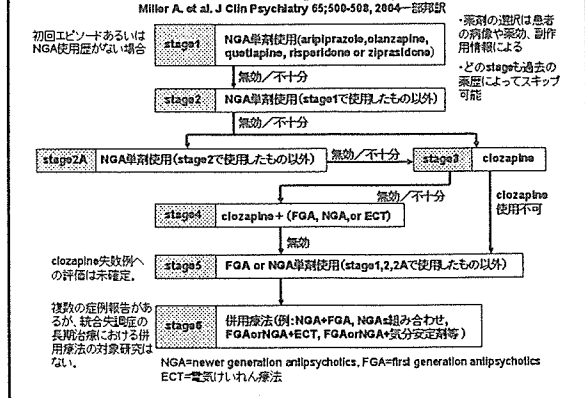 Miller A. et al. J Clin Psychiatry 65;500-508, 2004一部邦訳
初回エピソードあるいは
NGA使用歴がない場合
stage1
NGA単剤使用(aripiprazole,olanzapine,
quetiapine, risperidone or ziprasidone)
・薬剤の選択は患者
の病像や薬効、副作
用情報による
・どのstageも過去の
薬歴によってスキップ
可能
無効/不十分
stage2
NGA単剤使用(stage1で使用したもの以外)
無効/不十分
stage2A
NGA単剤使用(stage2で使用したもの以外)
無効/不十分
stage3
clozapine
無効/不十分
clozapine
使用不可
stage4
clozapine+(FGA, NGA,or ECT)
無効
clozapine失敗例へ
の評価は未確定。
stage5
FGA or NGA単剤使用(stage1,2,2Aで使用したもの以外)
複数の症例報告があ
るが、統合失調症の
長期治療における併
用療法の対象研究は
ない。
stage6
併用療法(例:NGA+FGA, NGAs組み合わせ,
FGAorNGA+ECT, FGAorNGA+気分安定剤等)
NGA=newer generation antipsychotics, FGA=first generation antipsychotics
ECT=電気けいれん療法